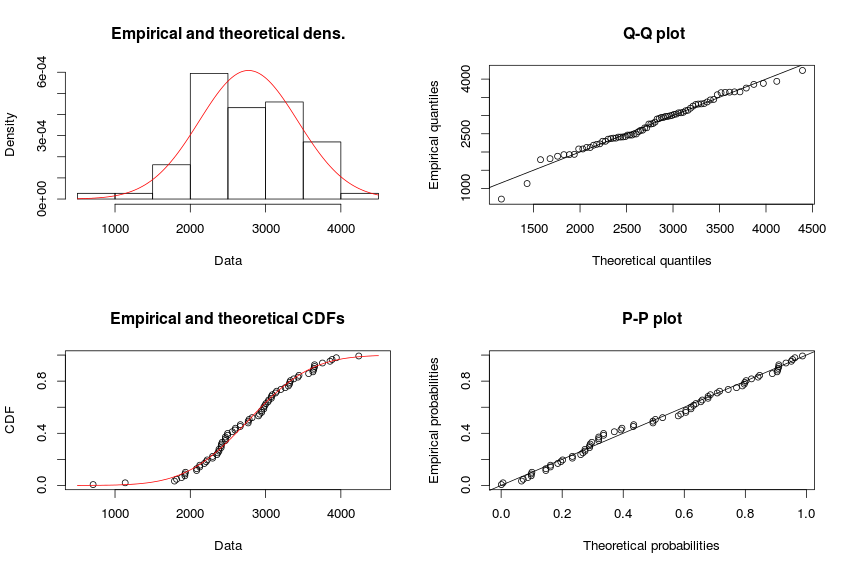 Empirical and theoretical dens.
Density
0e+00 3e-04 6e-04
1000 2000 3000 4000
Data
Q-Q plot
Empirical quantiles
1000 2500 4000
1500 2000 2500 3000 3500 4000 4500
Theoretical quantiles
Empirical and theoretical CDFs
CDF
0.0 0.4 0.8
1000 2000 3000 4000
Data
P-P plot
Empirical probabilities
0.0 0.4 0.8
0.0 0.2 0.4 0.6 0.8 1.0
Theoretical probabilities